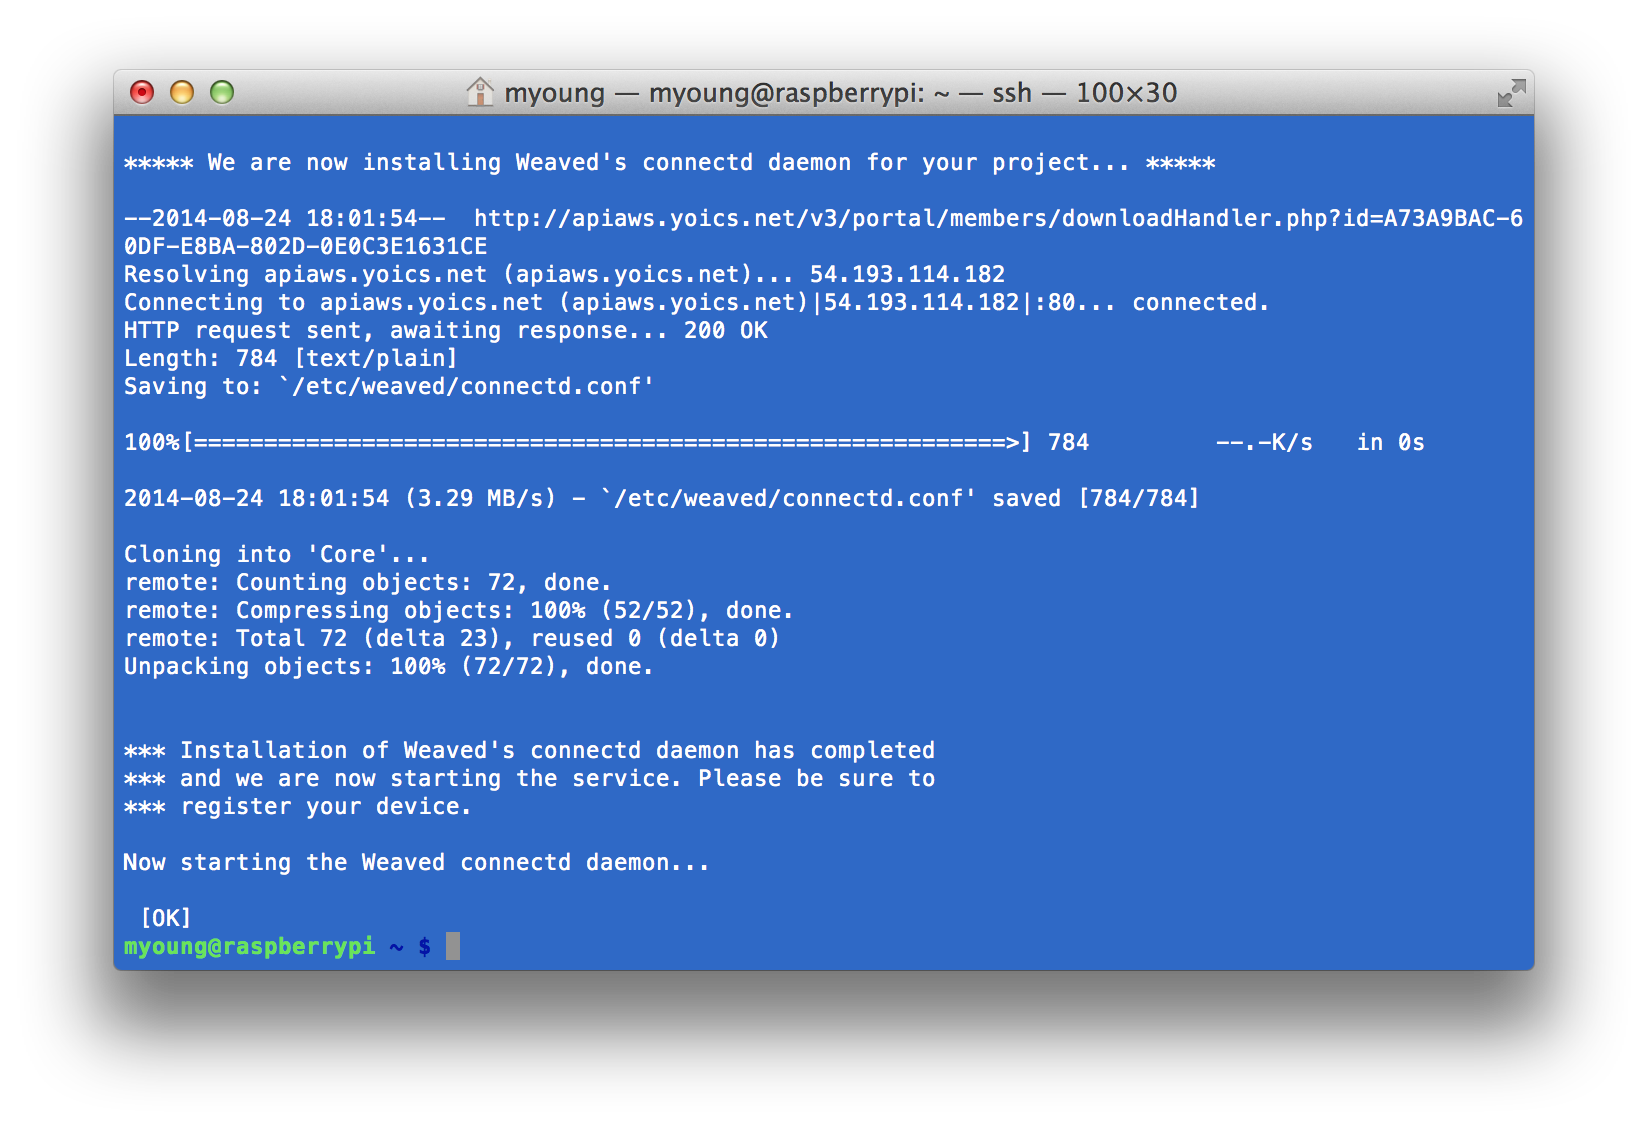 myoung — myoung@raspberrypi: ~ — ssh — 100×30
***** We are now installing Weaved's connectd daemon for your project... *****
--2014-08-24 18:01:54--  http://apiaws.yoics.net/v3/portal/members/downloadHandler.php?id=A73A9BAC-6
0DF-E8BA-802D-0E0C3E1631CE
Resolving apiaws.yoics.net (apiaws.yoics.net)... 54.193.114.182
Connecting to apiaws.yoics.net (apiaws.yoics.net)|54.193.114.182|:80... connected.
HTTP request sent, awaiting response... 200 OK
Length: 784 [text/plain]
Saving to: `/etc/weaved/connectd.conf'
100%[==========================================================>] 784         --.-K/s   in 0s
2014-08-24 18:01:54 (3.29 MB/s) - `/etc/weaved/connectd.conf' saved [784/784]
Cloning into 'Core'...
remote: Counting objects: 72, done.
remote: Compressing objects: 100% (52/52), done.
remote: Total 72 (delta 23), reused 0 (delta 0)
Unpacking objects: 100% (72/72), done.
*** Installation of Weaved's connectd daemon has completed
*** and we are now starting the service. Please be sure to
*** register your device.
Now starting the Weaved connectd daemon...
[OK]
myoung@raspberrypi ~ $